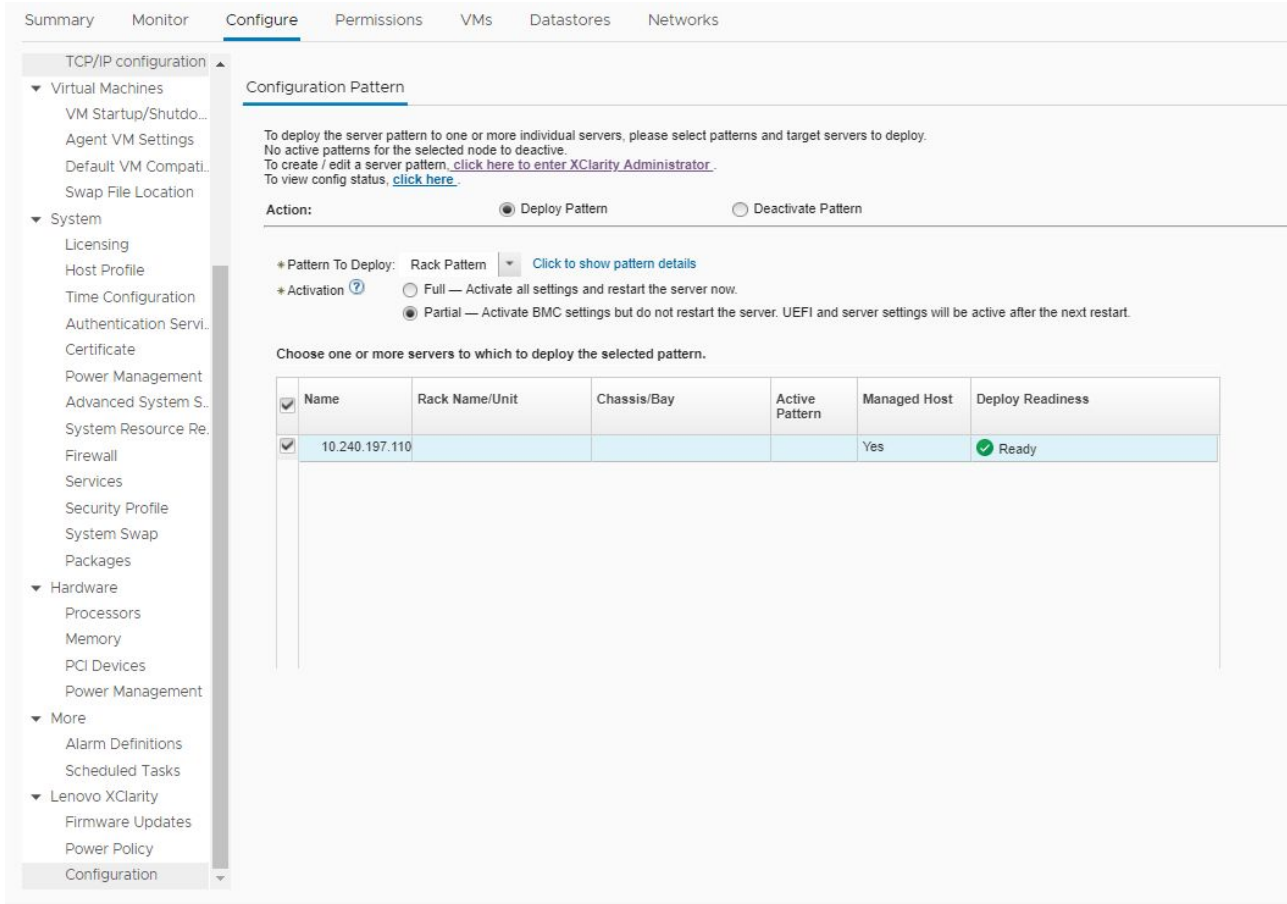 Summary Monitor Configure Permissions VMs Datastores Networks
TCP/IP configuration
Virtual Machines
VM Startup/Shutdo...
Agent VM Settings
Default VM Compati..
Swap File Location
System
Licensing
Host Profile
Time Configuration
Authentication Servi..
Certificate
Power Management
Advanced System S..
System Resource Re.
Firewall
Services
Security Profile
System Swap
Packages
Hardware
Processors
Memory
PCI Devices
Power Management
More
Alarm Definitions
Scheduled Tasks
Lenovo XClarity
Firmware Updates
Power Policy
Configuration
Configuration Pattern
To deploy the server pattern to one or more individual servers, please select patterns and target servers to deploy.
No active patterns for the selected node to deactive.
To create / edit a server pattern, click here to enter XClarity Administrator .
To view config status, click here .
Action: Deploy Pattern Deactivate Pattern
*Pattern To Deploy: Rack Pattern Click to show pattern details
*Activation ? Full — Activate all settings and restart the server now.
Partial — Activate BMC settings but do not restart the server. UEFI and server settings will be active after the next restart.
Choose one or more servers to which to deploy the selected pattern.
Name Rack Name/Unit Chassis/Bay Active Pattern Managed Host Deploy Readiness
10.240.197.110 Yes Ready